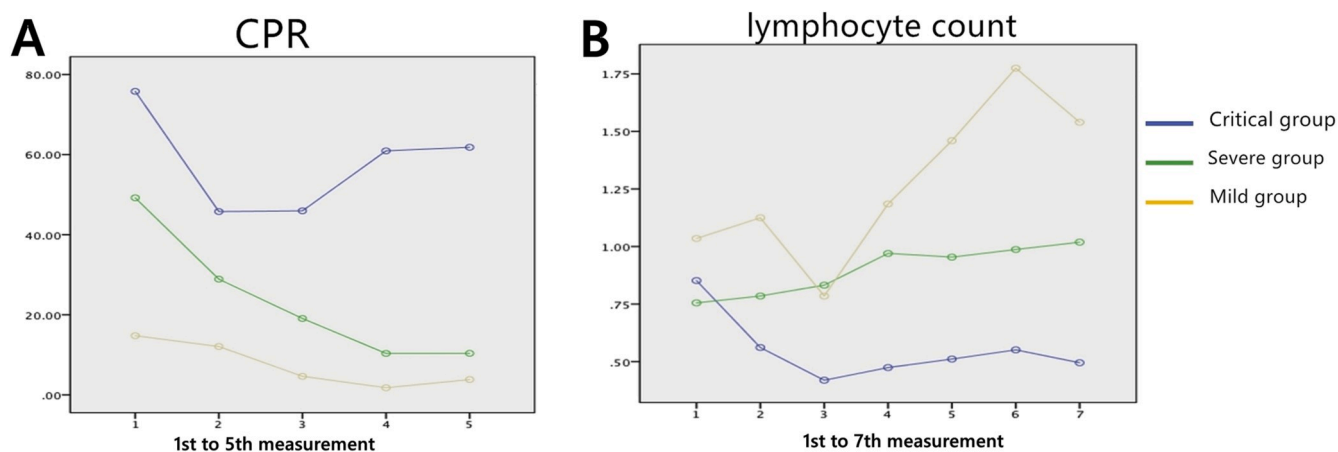 A
CPR
80.00
60.00
40.00
20.00
.00
1 2 3 4 5
1st to 5th measurement
B
lymphocyte count
1.75
1.50
1.25
1.00
.75
.50
1 2 3 4 5 6 7
1st to 7th measurement
Critical group
Severe group
Mild group